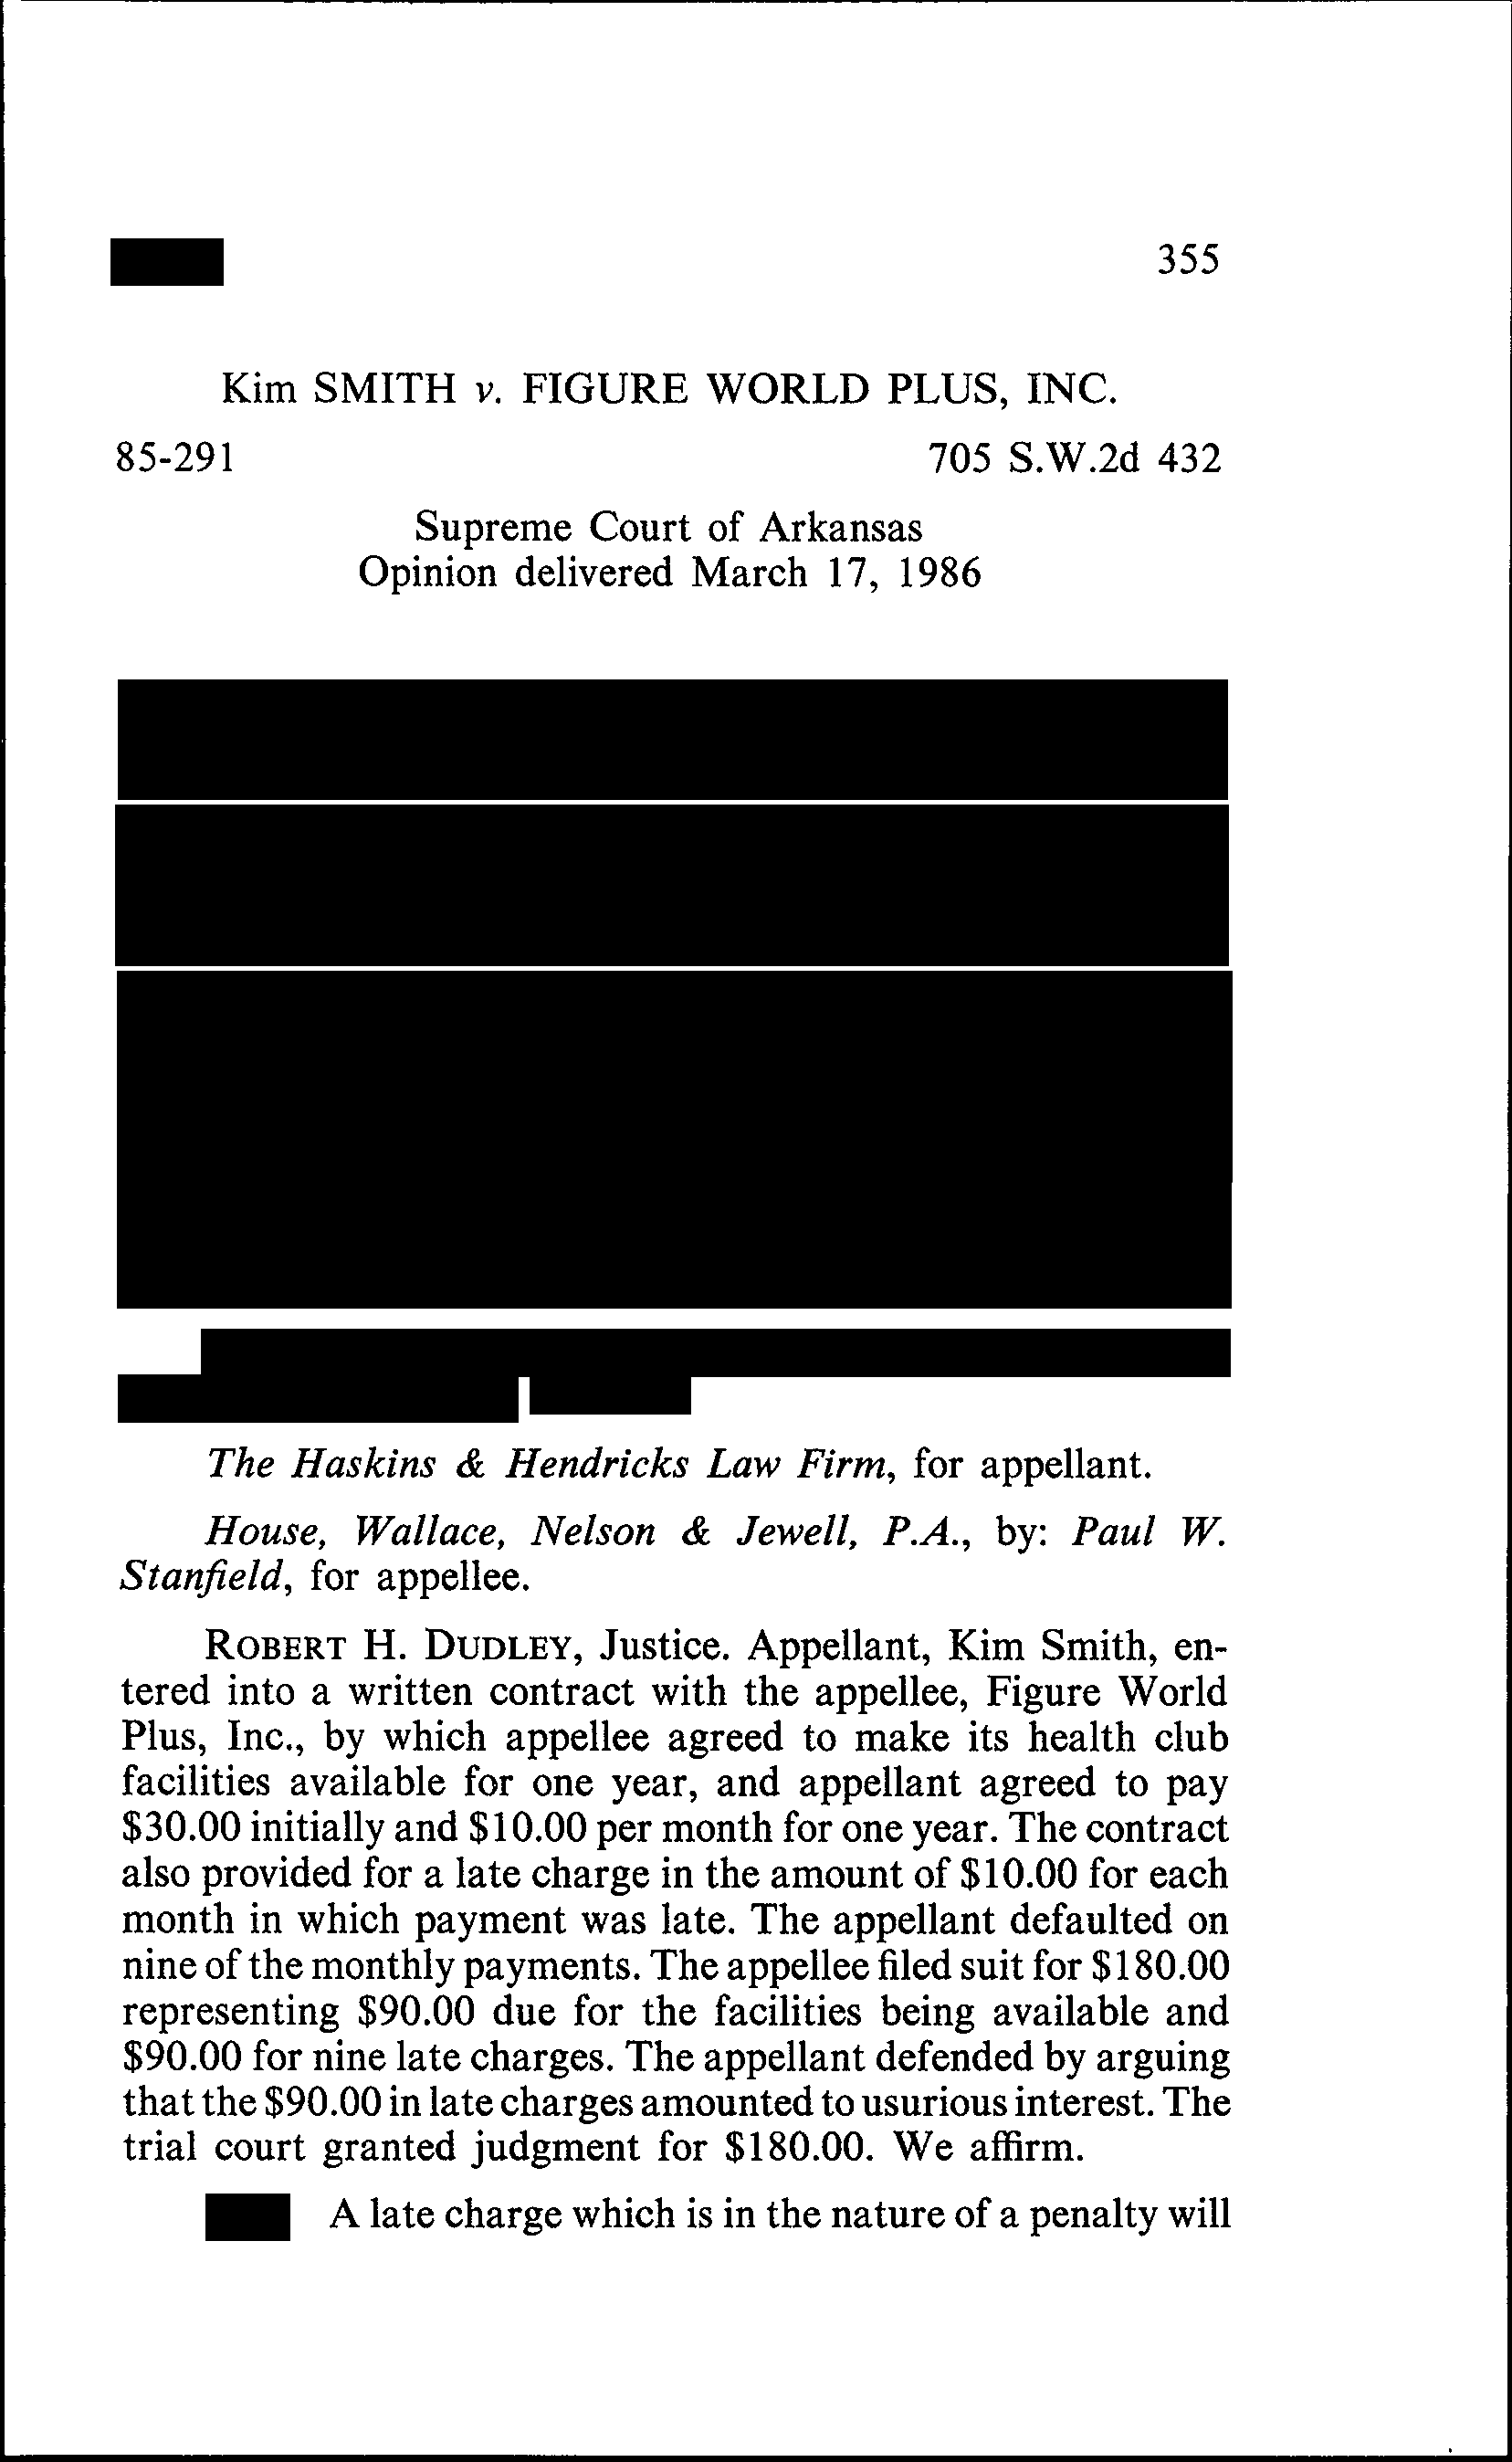 355
Kim SMITH v. FIGURE WORLD PLUS, INC.
85-291 705 S.W.2d 432
Supreme Court of Arkansas
Opinion delivered March 17, 1986
The Haskins & Hendricks Law Firm, for appellant.
House, Wallace, Nelson & Jewell, P.A., by: Paul W.
Stanfield, for appellee.
ROBERT H. DUDLEY, Justice. Appellant, Kim Smith, en-
tered into a written contract with the appellee, Figure World
Plus, Inc., by which appellee agreed to make its health club
facilities available for one year, and appellant agreed to pay
$30.00 initially and $10.00 per month for one year. The contract
also provided for a late charge in the amount of $10.00 for each
month in which payment was late. The appellant defaulted on
nine of the monthly payments. The appellee filed suit for $180.00
representing $90.00 due for the facilities being available and
$90.00 for nine late charges. The appellant defended by arguing
that the $90.00 in late charges amounted to usurious interest. The
trial court granted judgment for $180.00. We affirm.
A late charge which is in the nature of a penalty will